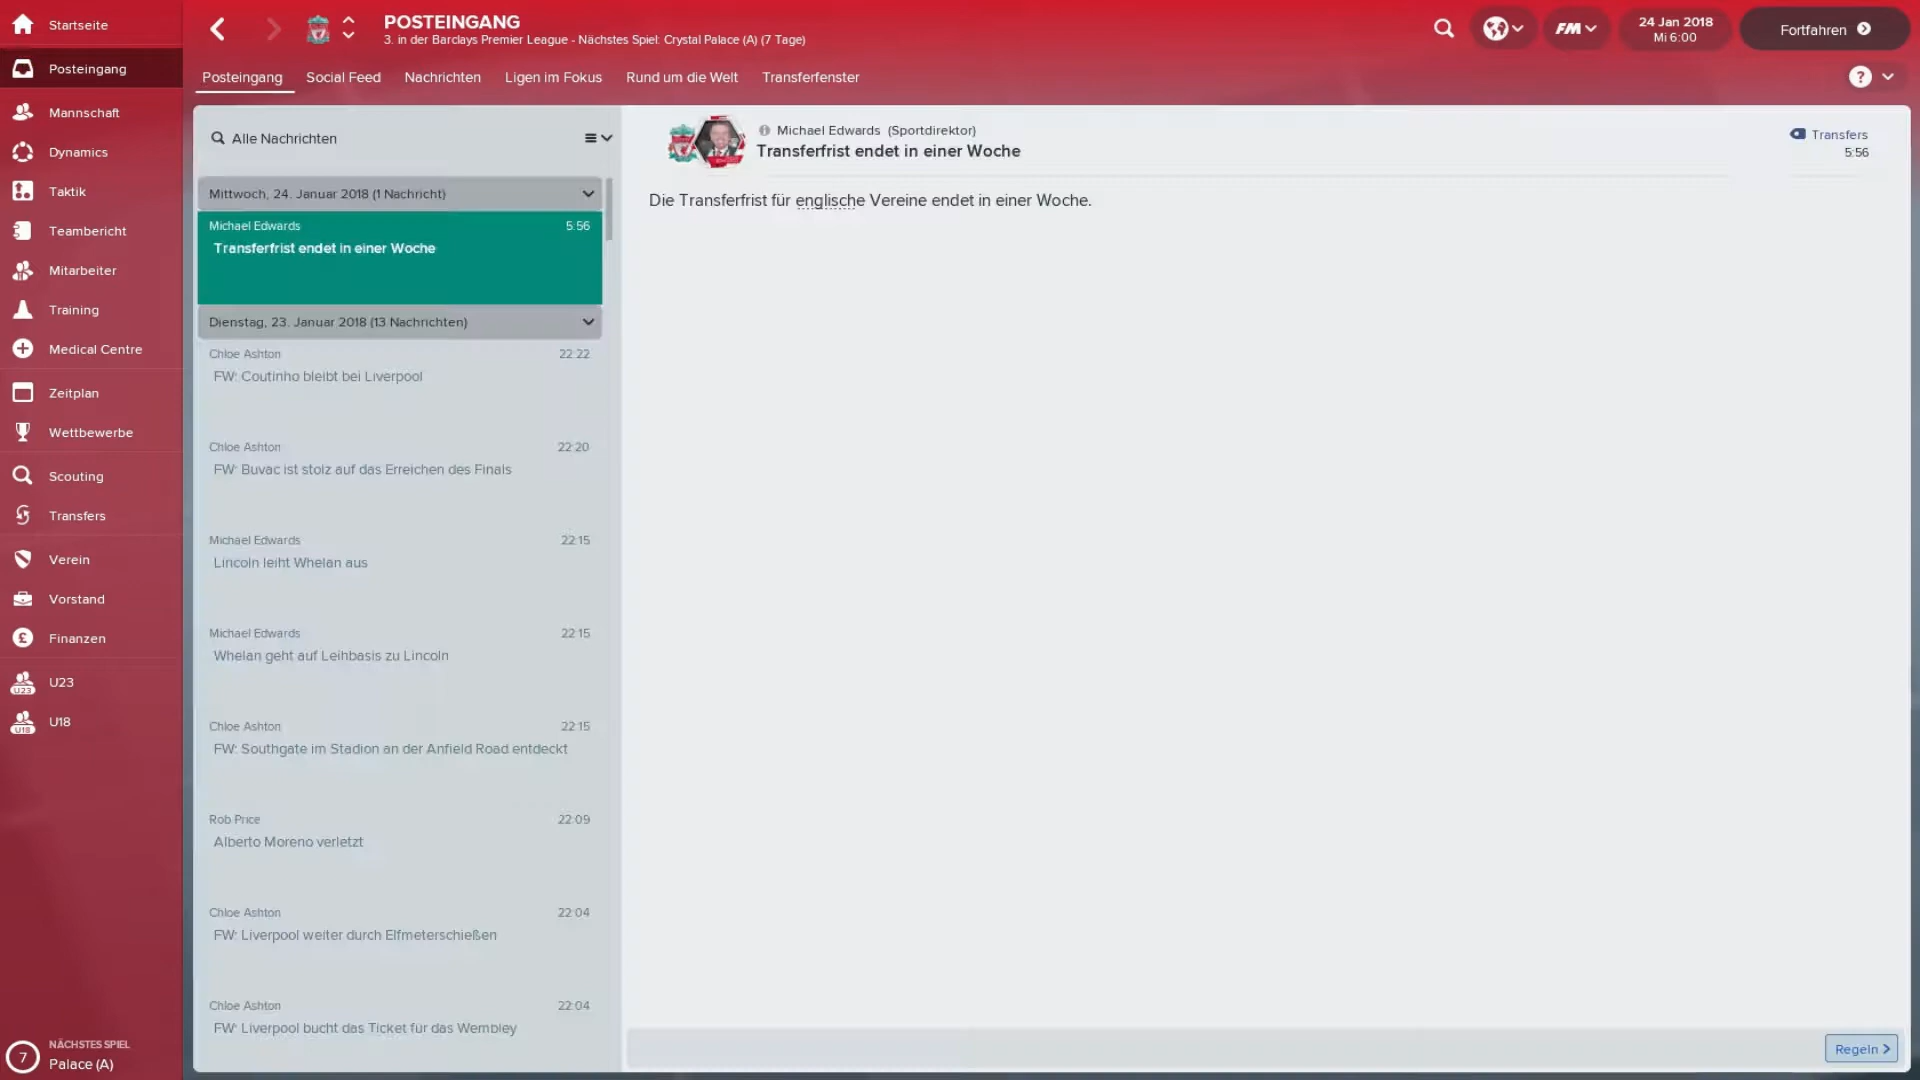 Startseite
Posteingang
Mannschaft
Dynamics
Taktik
Teambericht
Mitarbeiter
Training
Medical Centre
Zeitplan
Wettbewerbe
Scouting
Transfers
Verein
Vorstand
Finanzen
U23
U23
U18
U18
7
NÄCHSTES SPIEL
Palace (A)
POSTEINGANG
3. in der Barclays Premier League - Nächstes Spiel: Crystal Palace (A) (7 Tage)
FM
24 Jan 2018
Mi 6:00
Fortfahren
Posteingang Social Feed Nachrichten Ligen im Fokus Rund um die Welt Transferfenster
?
Alle Nachrichten
Mittwoch, 24. Januar 2018 (1 Nachricht)
Michael Edwards 5:56
Transferfrist endet in einer Woche
Dienstag, 23. Januar 2018 (13 Nachrichten)
Chloe Ashton 22:22
FW: Coutinho bleibt bei Liverpool
Chloe Ashton 22:20
FW: Buvac ist stolz auf das Erreichen des Finals
Michael Edwards 22:15
Lincoln leiht Whelan aus
Michael Edwards 22:15
Whelan geht auf Leihbasis zu Lincoln
Chloe Ashton 22:15
FW: Southgate im Stadion an der Anfield Road entdeckt
Rob Price 22:09
Alberto Moreno verletzt
Chloe Ashton 22:04
FW: Liverpool weiter durch Elfmeterschießen
Chloe Ashton 22:04
FW: Liverpool bucht das Ticket für das Wembley
Michael Edwards (Sportdirektor)
Transferfrist endet in einer Woche
Transfers
5:56
Die Transferfrist für englische Vereine endet in einer Woche.
Regeln